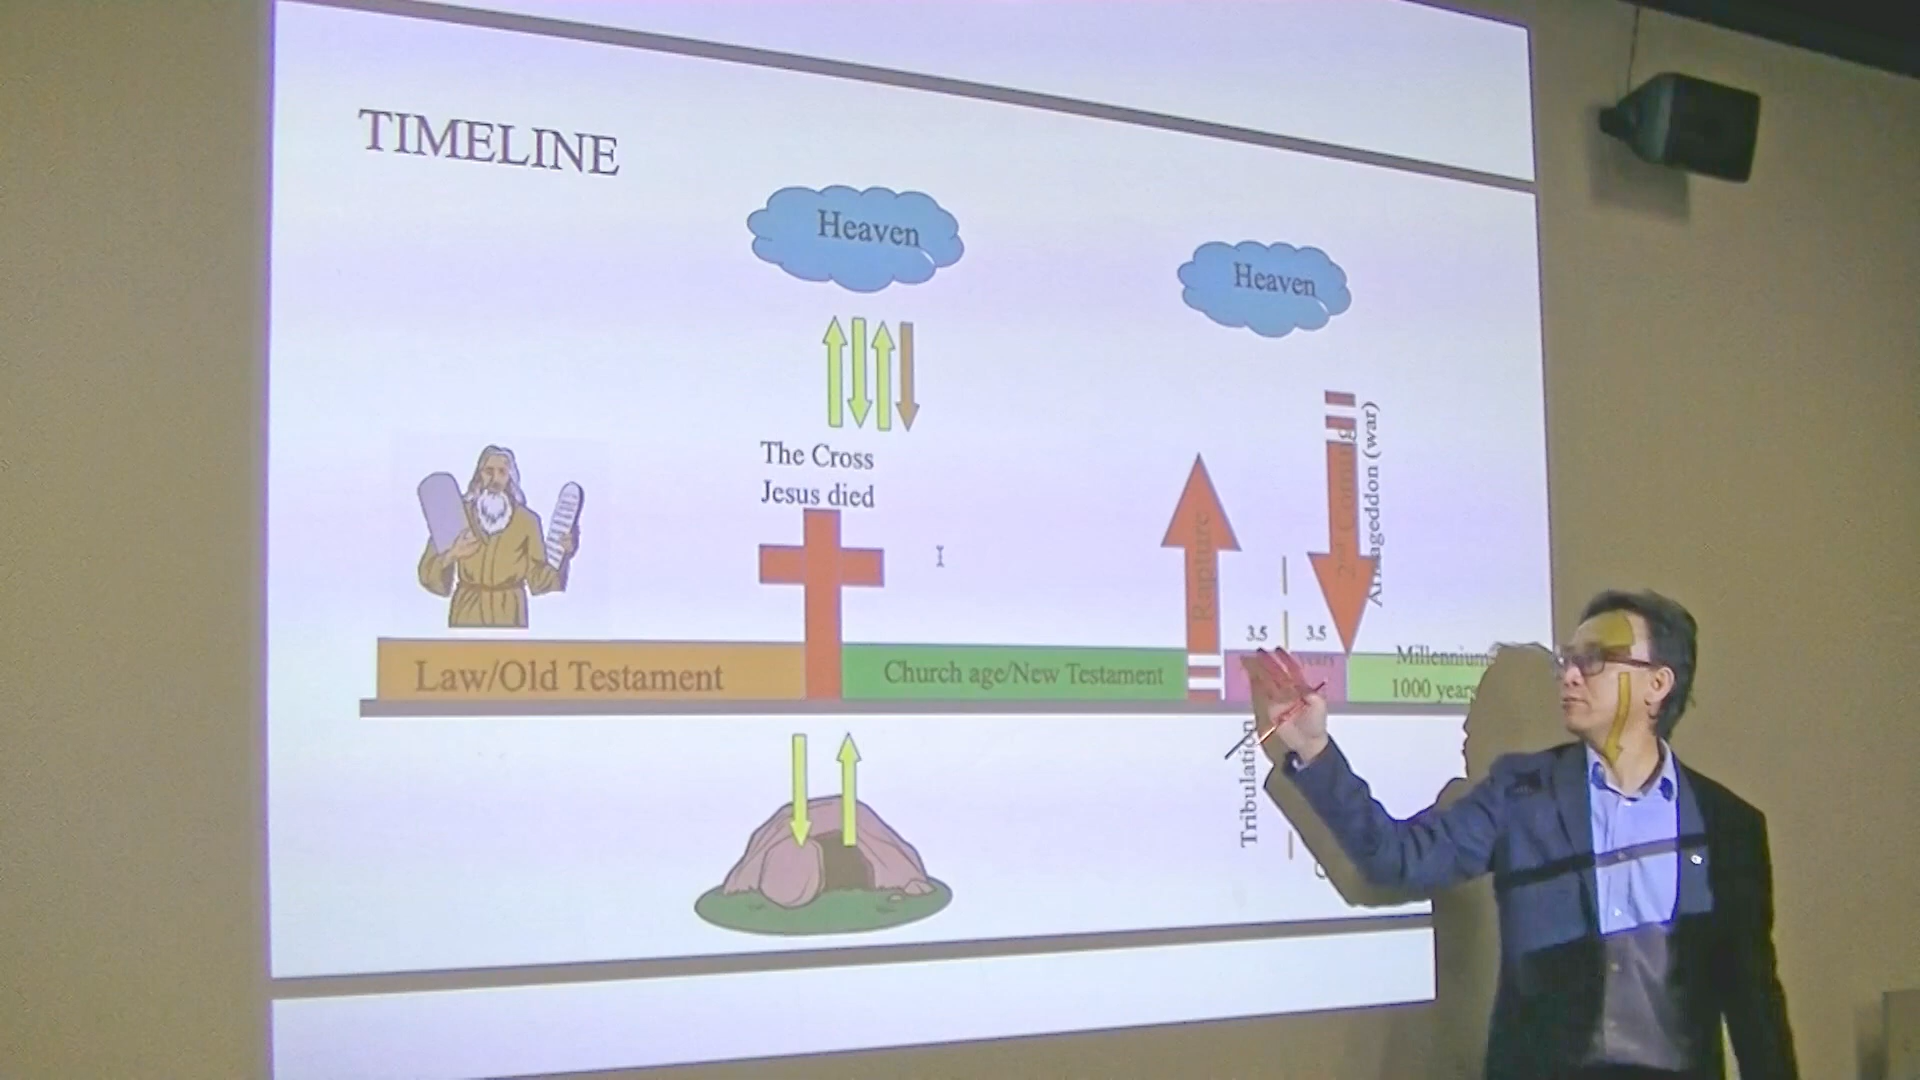 TIMELINE
Heaven
Heaven
The Cross
Jesus died
Rapture
2nd Coming
Armageddon (war)
Law/Old Testament
Church age/New Testament
3.5
3.5
years
Millennium
1000 years
Tribulation